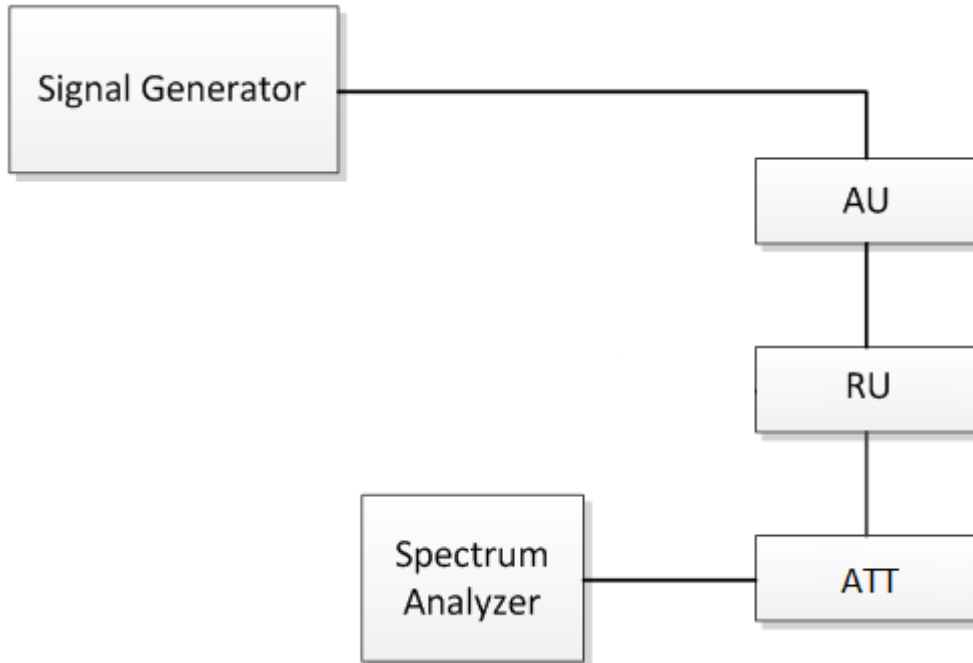 Signal Generator
AU
RU
ATT
Spectrum
Analyzer